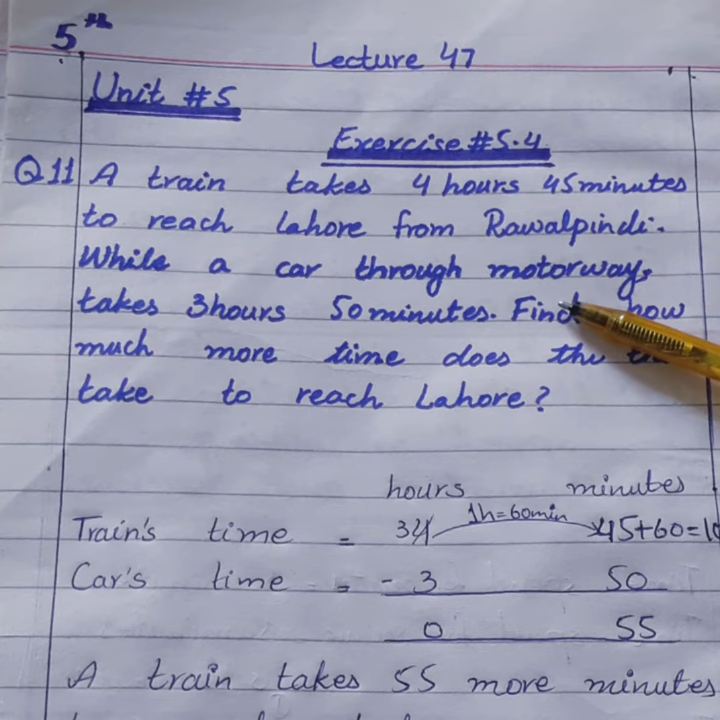 5th
Lecture 47
Unit #5
Exercise #5.4
Q11 A train takes 4 hours 45 minutes
to reach Lahore from Rawalpindi.
While a car through motorway,
takes 3hours 50 minutes. Find how
much more time does the
take to reach Lahore?
hours minutes
Train's time = 3 4 1h=60min 45+60=10
Car's time = - 3 50
0 55
A train takes 55 more minutes